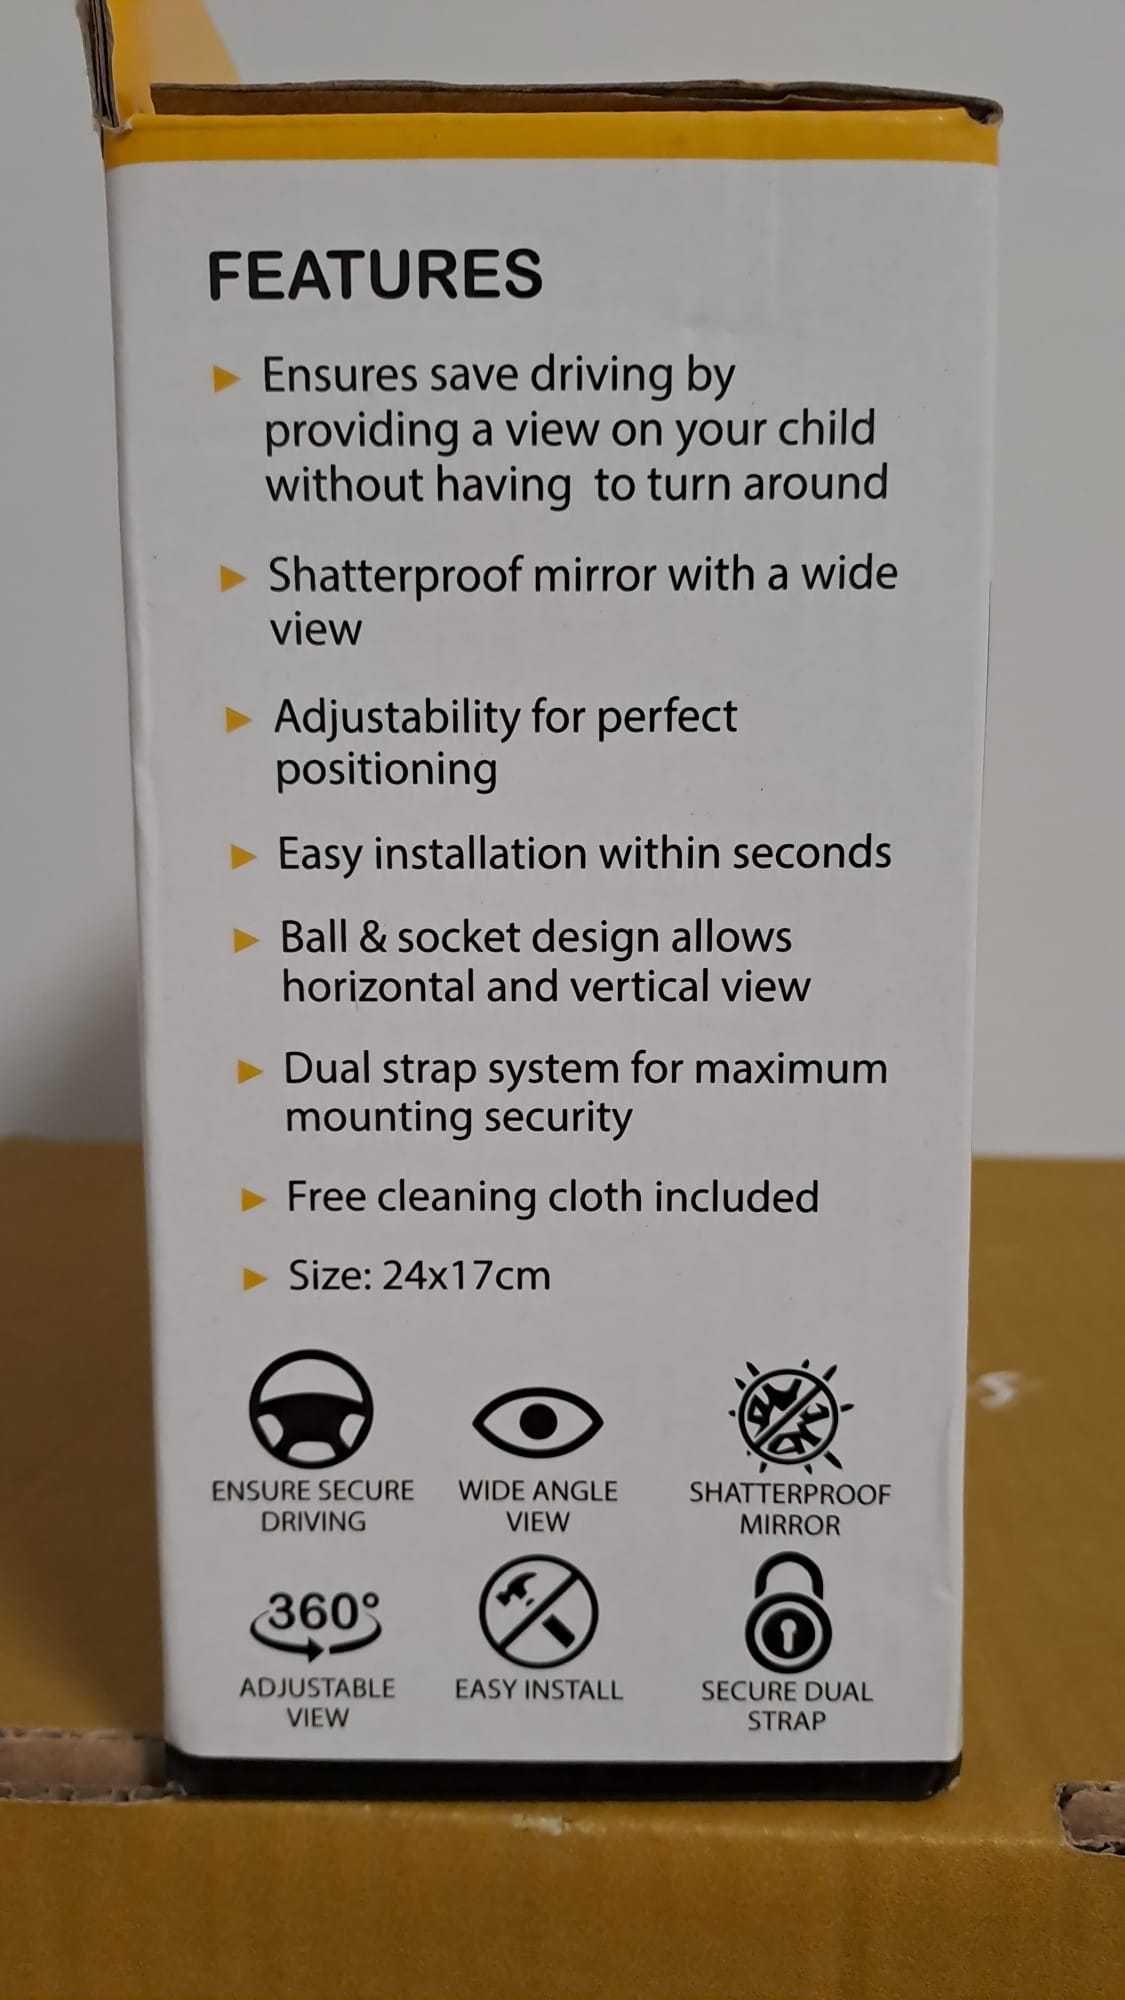 FEATURES
► Ensures save driving by
providing a view on your child
without having to turn around
► Shatterproof mirror with a wide
view
► Adjustability for perfect
positioning
► Easy installation within seconds
► Ball & socket design allows
horizontal and vertical view
► Dual strap system for maximum
mounting security
► Free cleaning cloth included
► Size: 24x17cm
ENSURE SECURE
DRIVING
WIDE ANGLE
VIEW
SHATTERPROOF
MIRROR
360°
ADJUSTABLE
VIEW
EASY INSTALL
SECURE DUAL
STRAP